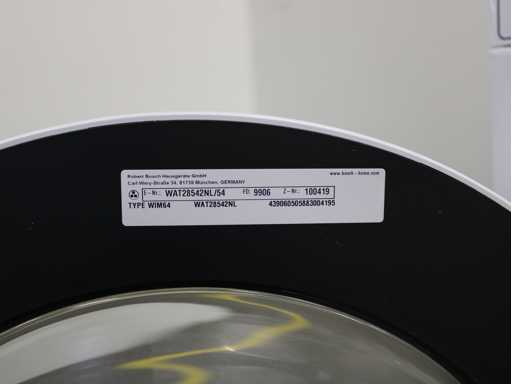 Robert Bosch Hausgeräte GmbH www.bosch-home.com
Carl-Wery-Straße 34, 81739 München, GERMANY
E-Nr.: WAT28542NL/54 FD: 9906 Z-Nr.: 100419
TYPE WIM64 WAT28542NL 439060505883004195